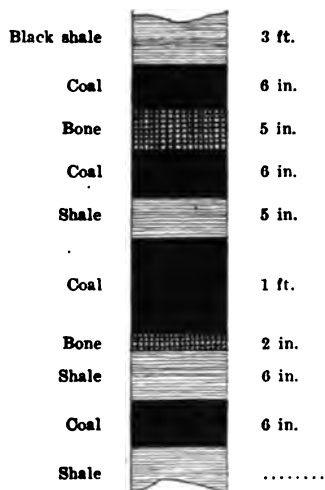 Black shale 3 ft.
Coal 6 in.
Bone 5 in.
Coal 6 in.
Shale 5 in.
Coal 1 ft.
Bone 2 in.
Shale 6 in.
Coal 6 in.
Shale ........